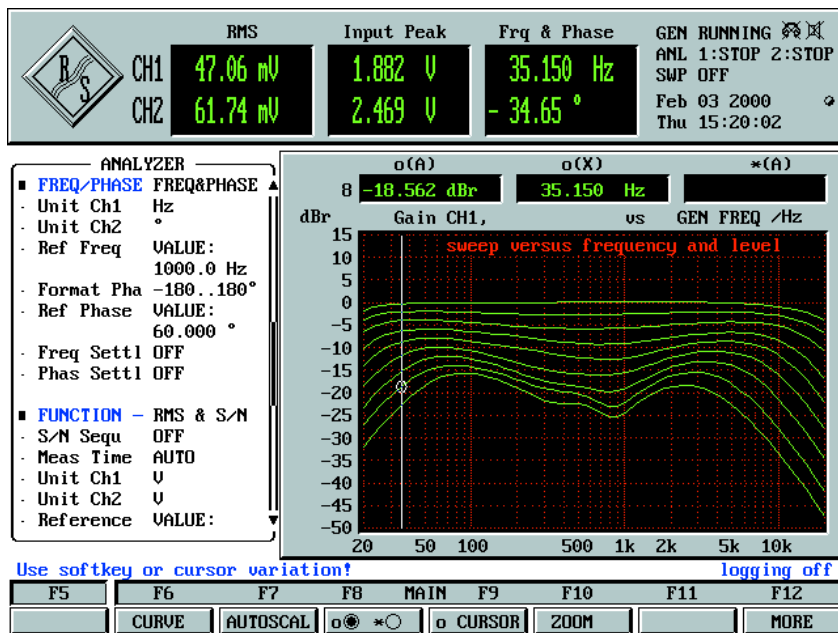 RMS Input Peak Frq & Phase GEN RUNNING
R S CH1 47.06 mV 1.882 V 35.150 Hz ANL 1:STOP 2:STOP
SWP OFF
CH2 61.74 mV 2.469 V - 34.65 ° Feb 03 2000
Thu 15:20:02
ANALYZER
FREQ/PHASE FREQ&PHASE
Unit Ch1 Hz
Unit Ch2 °
Ref Freq VALUE:
1000.0 Hz
Format Pha -180..180°
Ref Phase VALUE:
60.000 °
Freq Settl OFF
Phas Settl OFF
FUNCTION - RMS & S/N
S/N Sequ OFF
Meas Time AUTO
Unit Ch1 V
Unit Ch2 V
Reference VALUE:
o(A) o(X) *(A)
8 -18.562 dBr 35.150 Hz
dBr Gain CH1, vs GEN FREQ /Hz
sweep versus frequency and level
15
10
5
0
-5
-10
-15
-20
-25
-30
-35
-40
-45
-50
20 50 100 500 1k 2k 5k 10k
Use softkey or cursor variation! logging off
F5 F6 F7 F8 MAIN F9 F10 F11 F12
CURVE AUTOSCAL o * o CURSOR ZOOM MORE